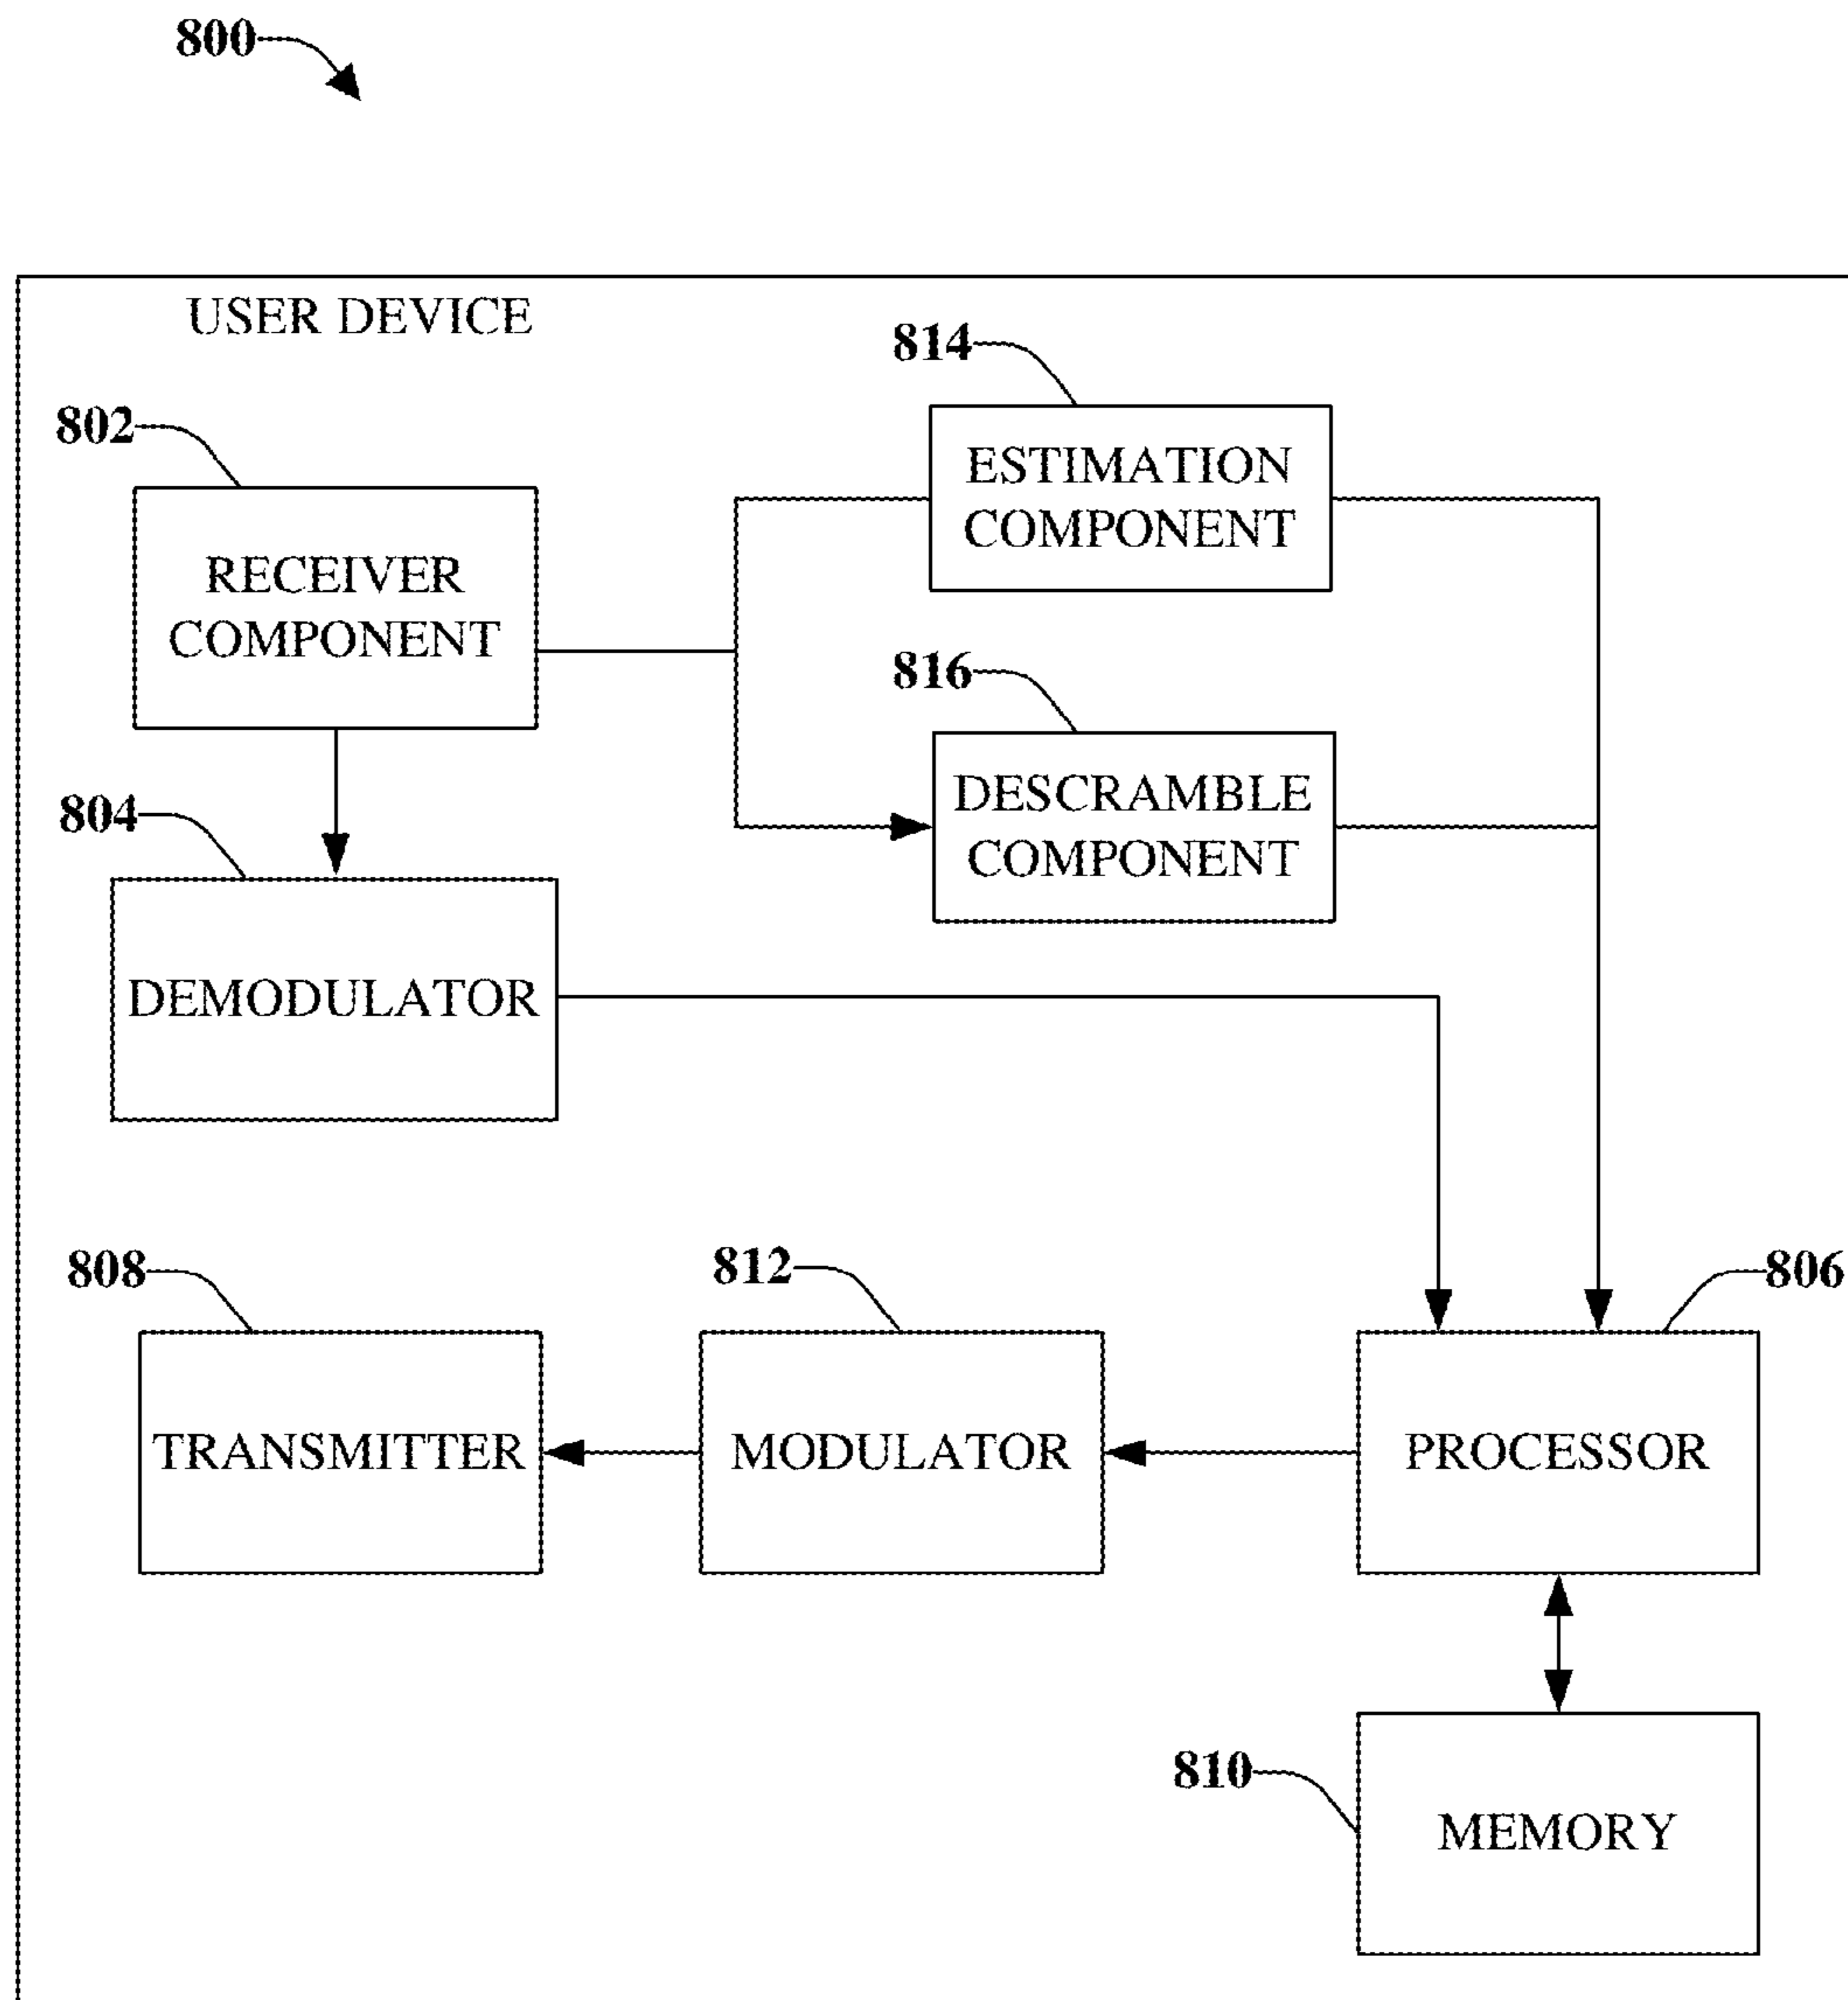 800
USER DEVICE
814
802
ESTIMATION
COMPONENT
RECEIVER
COMPONENT
816
804
DESCRAMBLE
COMPONENT
DEMODULATOR
808
812
806
TRANSMITTER
MODULATOR
PROCESSOR
810
MEMORY